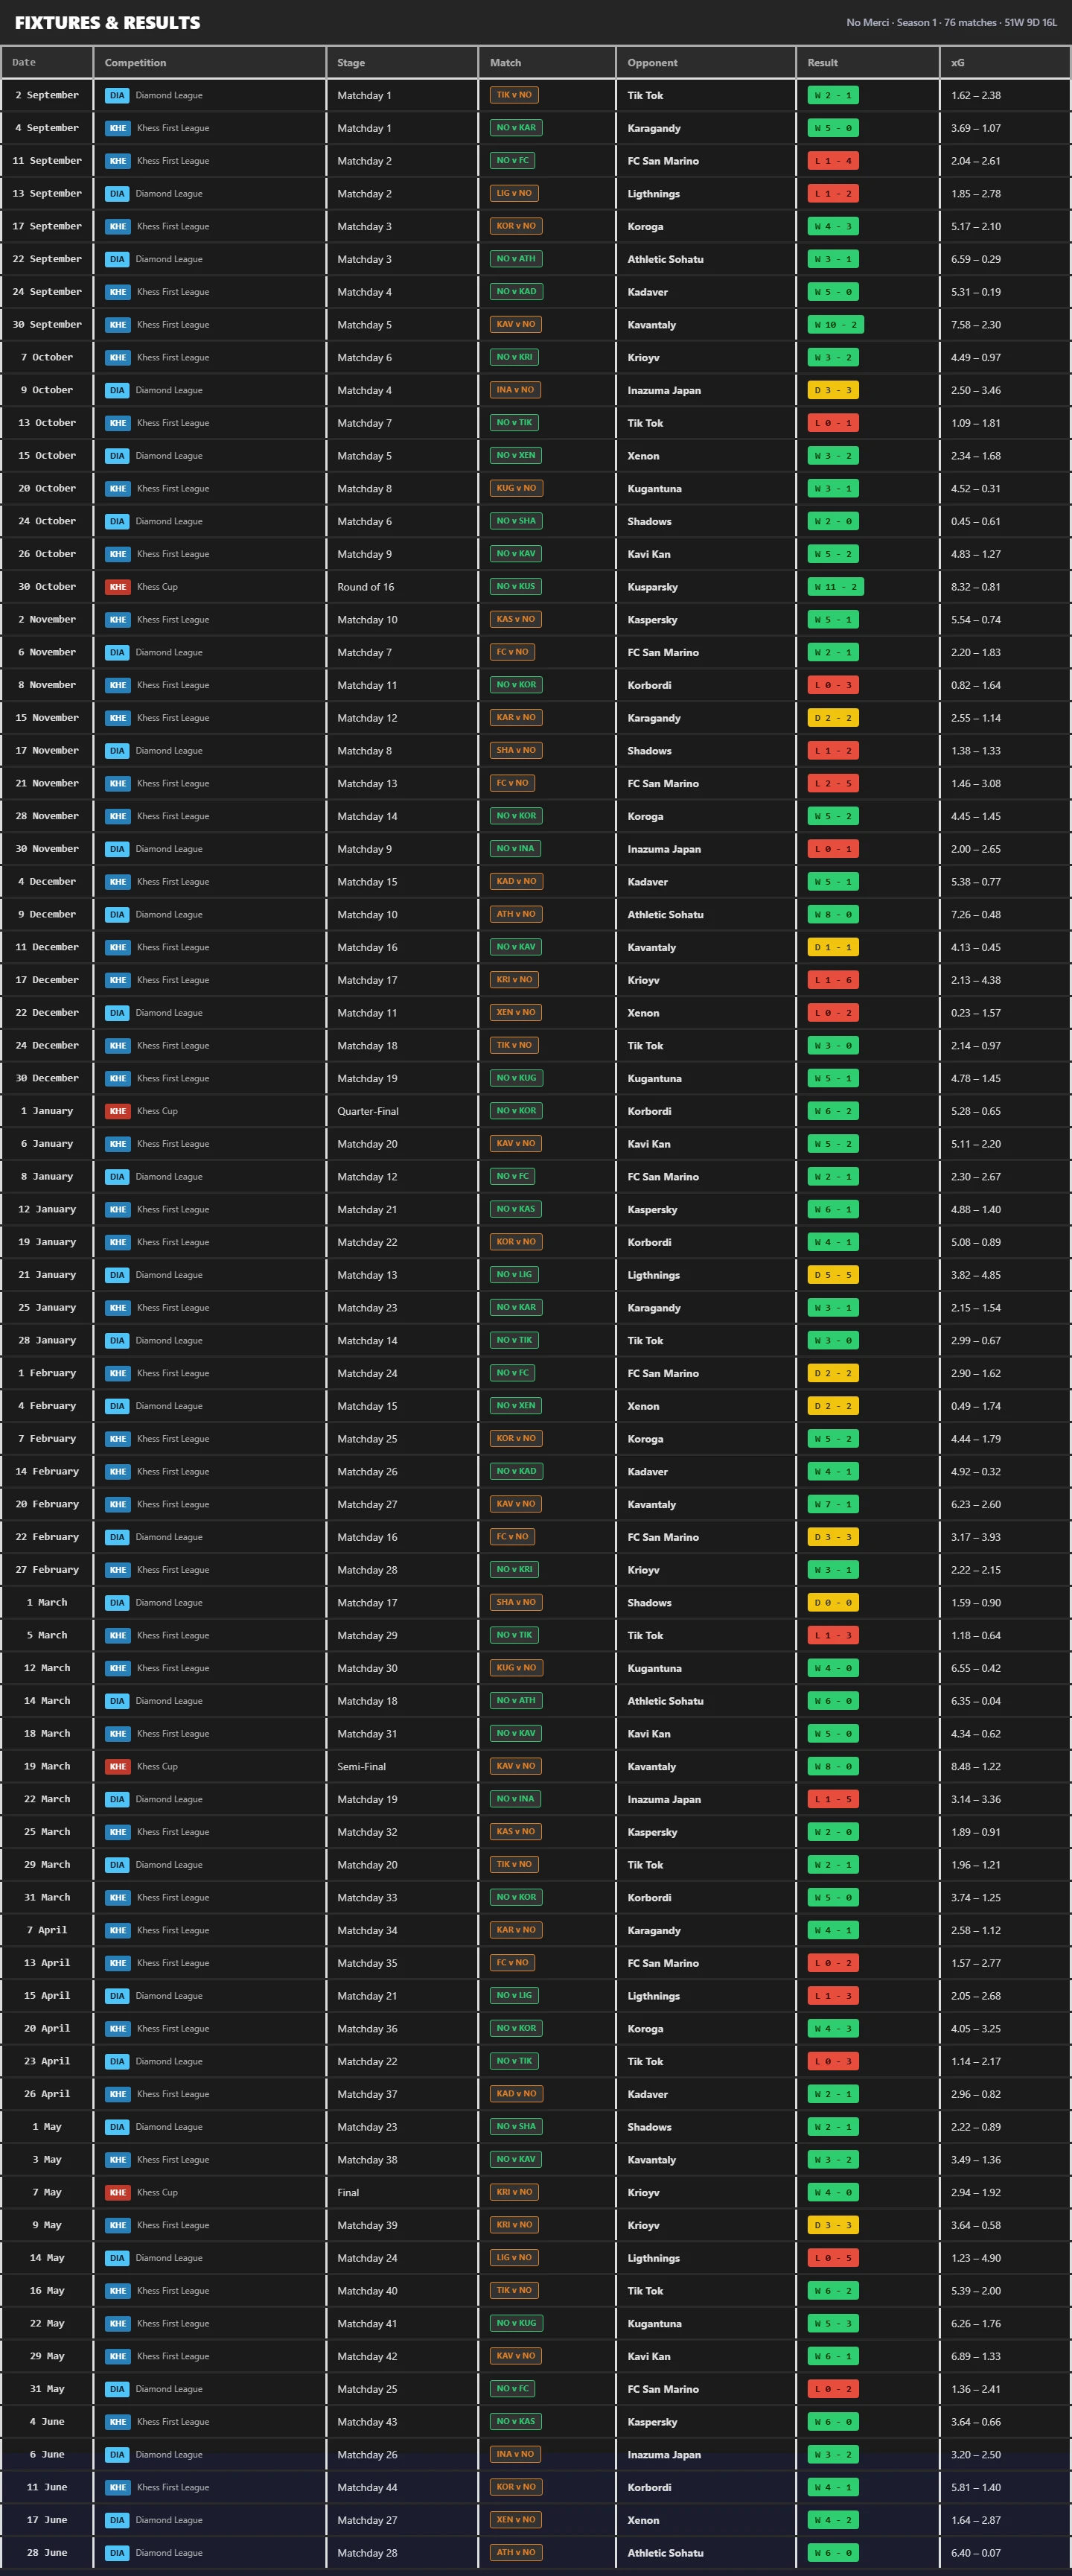 FIXTURES & RESULTS No Merci · Season 1 · 76 matches · 51W 9D 16L
Date Competition Stage Match Opponent Result xG
2 September DIA Diamond League Matchday 1 TIK v NO Tik Tok W 2 - 1 1.62 – 2.38
4 September KHE Khess First League Matchday 1 NO v KAR Karagandy W 5 - 0 3.69 – 1.07
11 September KHE Khess First League Matchday 2 NO v FC FC San Marino L 1 - 4 2.04 – 2.61
13 September DIA Diamond League Matchday 2 LIG v NO Ligthnings L 1 - 2 1.85 – 2.78
17 September KHE Khess First League Matchday 3 KOR v NO Koroga W 4 - 3 5.17 – 2.10
22 September DIA Diamond League Matchday 3 NO v ATH Athletic Sohatu W 3 - 1 6.59 – 0.29
24 September KHE Khess First League Matchday 4 NO v KAD Kadaver W 5 - 0 5.31 – 0.19
30 September KHE Khess First League Matchday 5 KAV v NO Kavantaly W 10 - 2 7.58 – 2.30
7 October KHE Khess First League Matchday 6 NO v KRI Krioyv W 3 - 2 4.49 – 0.97
9 October DIA Diamond League Matchday 4 INA v NO Inazuma Japan D 3 - 3 2.50 – 3.46
13 October KHE Khess First League Matchday 7 NO v TIK Tik Tok L 0 - 1 1.09 – 1.81
15 October DIA Diamond League Matchday 5 NO v XEN Xenon W 3 - 2 2.34 – 1.68
20 October KHE Khess First League Matchday 8 KUG v NO Kugantuna W 3 - 1 4.52 – 0.31
24 October DIA Diamond League Matchday 6 NO v SHA Shadows W 2 - 0 0.45 – 0.61
26 October KHE Khess First League Matchday 9 NO v KAV Kavi Kan W 5 - 2 4.83 – 1.27
30 October KHE Khess Cup Round of 16 NO v KUS Kusparsky W 11 - 2 8.32 – 0.81
2 November KHE Khess First League Matchday 10 KAS v NO Kaspersky W 5 - 1 5.54 – 0.74
6 November DIA Diamond League Matchday 7 FC v NO FC San Marino W 2 - 1 2.20 – 1.83
8 November KHE Khess First League Matchday 11 NO v KOR Korbordi L 0 - 3 0.82 – 1.64
15 November KHE Khess First League Matchday 12 KAR v NO Karagandy D 2 - 2 2.55 – 1.14
17 November DIA Diamond League Matchday 8 SHA v NO Shadows L 1 - 2 1.38 – 1.33
21 November KHE Khess First League Matchday 13 FC v NO FC San Marino L 2 - 5 1.46 – 3.08
28 November KHE Khess First League Matchday 14 NO v KOR Koroga W 5 - 2 4.45 – 1.45
30 November DIA Diamond League Matchday 9 NO v INA Inazuma Japan L 0 - 1 2.00 – 2.65
4 December KHE Khess First League Matchday 15 KAD v NO Kadaver W 5 - 1 5.38 – 0.77
9 December DIA Diamond League Matchday 10 ATH v NO Athletic Sohatu W 8 - 0 7.26 – 0.48
11 December KHE Khess First League Matchday 16 NO v KAV Kavantaly D 1 - 1 4.13 – 0.45
17 December KHE Khess First League Matchday 17 KRI v NO Krioyv L 1 - 6 2.13 – 4.38
22 December DIA Diamond League Matchday 11 XEN v NO Xenon L 0 - 2 0.23 – 1.57
24 December KHE Khess First League Matchday 18 TIK v NO Tik Tok W 3 - 0 2.14 – 0.97
30 December KHE Khess First League Matchday 19 NO v KUG Kugantuna W 5 - 1 4.78 – 1.45
1 January KHE Khess Cup Quarter-Final NO v KOR Korbordi W 6 - 2 5.28 – 0.65
6 January KHE Khess First League Matchday 20 KAV v NO Kavi Kan W 5 - 2 5.11 – 2.20
8 January DIA Diamond League Matchday 12 NO v FC FC San Marino W 2 - 1 2.30 – 2.67
12 January KHE Khess First League Matchday 21 NO v KAS Kaspersky W 6 - 1 4.88 – 1.40
19 January KHE Khess First League Matchday 22 KOR v NO Korbordi W 4 - 1 5.08 – 0.89
21 January DIA Diamond League Matchday 13 NO v LIG Ligthnings D 5 - 5 3.82 – 4.85
25 January KHE Khess First League Matchday 23 NO v KAR Karagandy W 3 - 1 2.15 – 1.54
28 January DIA Diamond League Matchday 14 NO v TIK Tik Tok W 3 - 0 2.99 – 0.67
1 February KHE Khess First League Matchday 24 NO v FC FC San Marino D 2 - 2 2.90 – 1.62
4 February DIA Diamond League Matchday 15 NO v XEN Xenon D 2 - 2 0.49 – 1.74
7 February KHE Khess First League Matchday 25 KOR v NO Koroga W 5 - 2 4.44 – 1.79
14 February KHE Khess First League Matchday 26 NO v KAD Kadaver W 4 - 1 4.92 – 0.32
20 February KHE Khess First League Matchday 27 KAV v NO Kavantaly W 7 - 1 6.23 – 2.60
22 February DIA Diamond League Matchday 16 FC v NO FC San Marino D 3 - 3 3.17 – 3.93
27 February KHE Khess First League Matchday 28 NO v KRI Krioyv W 3 - 1 2.22 – 2.15
1 March DIA Diamond League Matchday 17 SHA v NO Shadows D 0 - 0 1.59 – 0.90
5 March KHE Khess First League Matchday 29 NO v TIK Tik Tok L 1 - 3 1.18 – 0.64
12 March KHE Khess First League Matchday 30 KUG v NO Kugantuna W 4 - 0 6.55 – 0.42
14 March DIA Diamond League Matchday 18 NO v ATH Athletic Sohatu W 6 - 0 6.35 – 0.04
18 March KHE Khess First League Matchday 31 NO v KAV Kavi Kan W 5 - 0 4.34 – 0.62
19 March KHE Khess Cup Semi-Final KAV v NO Kavantaly W 8 - 0 8.48 – 1.22
22 March DIA Diamond League Matchday 19 NO v INA Inazuma Japan L 1 - 5 3.14 – 3.36
25 March KHE Khess First League Matchday 32 KAS v NO Kaspersky W 2 - 0 1.89 – 0.91
29 March DIA Diamond League Matchday 20 TIK v NO Tik Tok W 2 - 1 1.96 – 1.21
31 March KHE Khess First League Matchday 33 NO v KOR Korbordi W 5 - 0 3.74 – 1.25
7 April KHE Khess First League Matchday 34 KAR v NO Karagandy W 4 - 1 2.58 – 1.12
13 April KHE Khess First League Matchday 35 FC v NO FC San Marino L 0 - 2 1.57 – 2.77
15 April DIA Diamond League Matchday 21 NO v LIG Ligthnings L 1 - 3 2.05 – 2.68
20 April KHE Khess First League Matchday 36 NO v KOR Koroga W 4 - 3 4.05 – 3.25
23 April DIA Diamond League Matchday 22 NO v TIK Tik Tok L 0 - 3 1.14 – 2.17
26 April KHE Khess First League Matchday 37 KAD v NO Kadaver W 2 - 1 2.96 – 0.82
1 May DIA Diamond League Matchday 23 NO v SHA Shadows W 2 - 1 2.22 – 0.89
3 May KHE Khess First League Matchday 38 NO v KAV Kavantaly W 3 - 2 3.49 – 1.36
7 May KHE Khess Cup Final KRI v NO Krioyv W 4 - 0 2.94 – 1.92
9 May KHE Khess First League Matchday 39 KRI v NO Krioyv D 3 - 3 3.64 – 0.58
14 May DIA Diamond League Matchday 24 LIG v NO Ligthnings L 0 - 5 1.23 – 4.90
16 May KHE Khess First League Matchday 40 TIK v NO Tik Tok W 6 - 2 5.39 – 2.00
22 May KHE Khess First League Matchday 41 NO v KUG Kugantuna W 5 - 3 6.26 – 1.76
29 May KHE Khess First League Matchday 42 KAV v NO Kavi Kan W 6 - 1 6.89 – 1.33
31 May DIA Diamond League Matchday 25 NO v FC FC San Marino L 0 - 2 1.36 – 2.41
4 June KHE Khess First League Matchday 43 NO v KAS Kaspersky W 6 - 0 3.64 – 0.66
6 June DIA Diamond League Matchday 26 INA v NO Inazuma Japan W 3 - 2 3.20 – 2.50
11 June KHE Khess First League Matchday 44 KOR v NO Korbordi W 4 - 1 5.81 – 1.40
17 June DIA Diamond League Matchday 27 XEN v NO Xenon W 4 - 2 1.64 – 2.87
28 June DIA Diamond League Matchday 28 ATH v NO Athletic Sohatu W 6 - 0 6.40 – 0.07